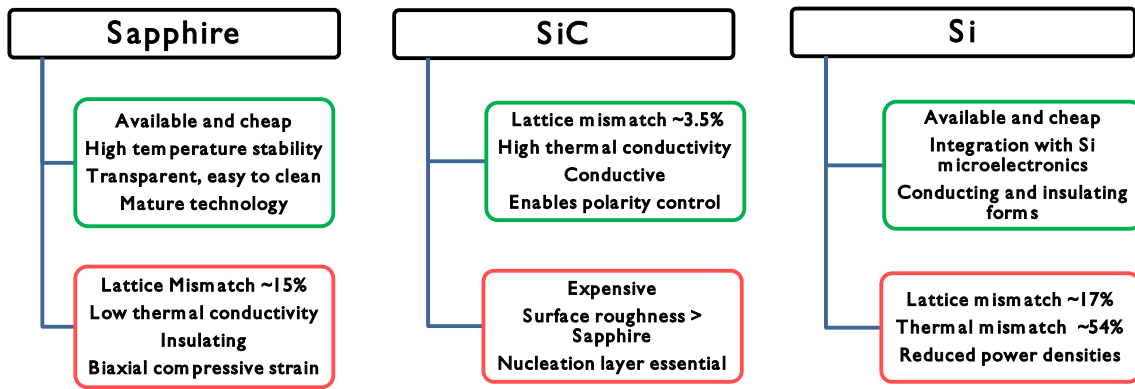 Sapphire
Available and cheap
High temperature stability
Transparent, easy to clean
Mature technology
Lattice Mismatch ~15%
Low thermal conductivity
Insulating
Biaxial compressive strain
SiC
Lattice mismatch ~3.5%
High thermal conductivity
Conductive
Enables polarity control
Expensive
Surface roughness >
Sapphire
Nucleation layer essential
Si
Available and cheap
Integration with Si
microelectronics
Conducting and insulating
forms
Lattice mismatch ~17%
Thermal mismatch ~54%
Reduced power densities